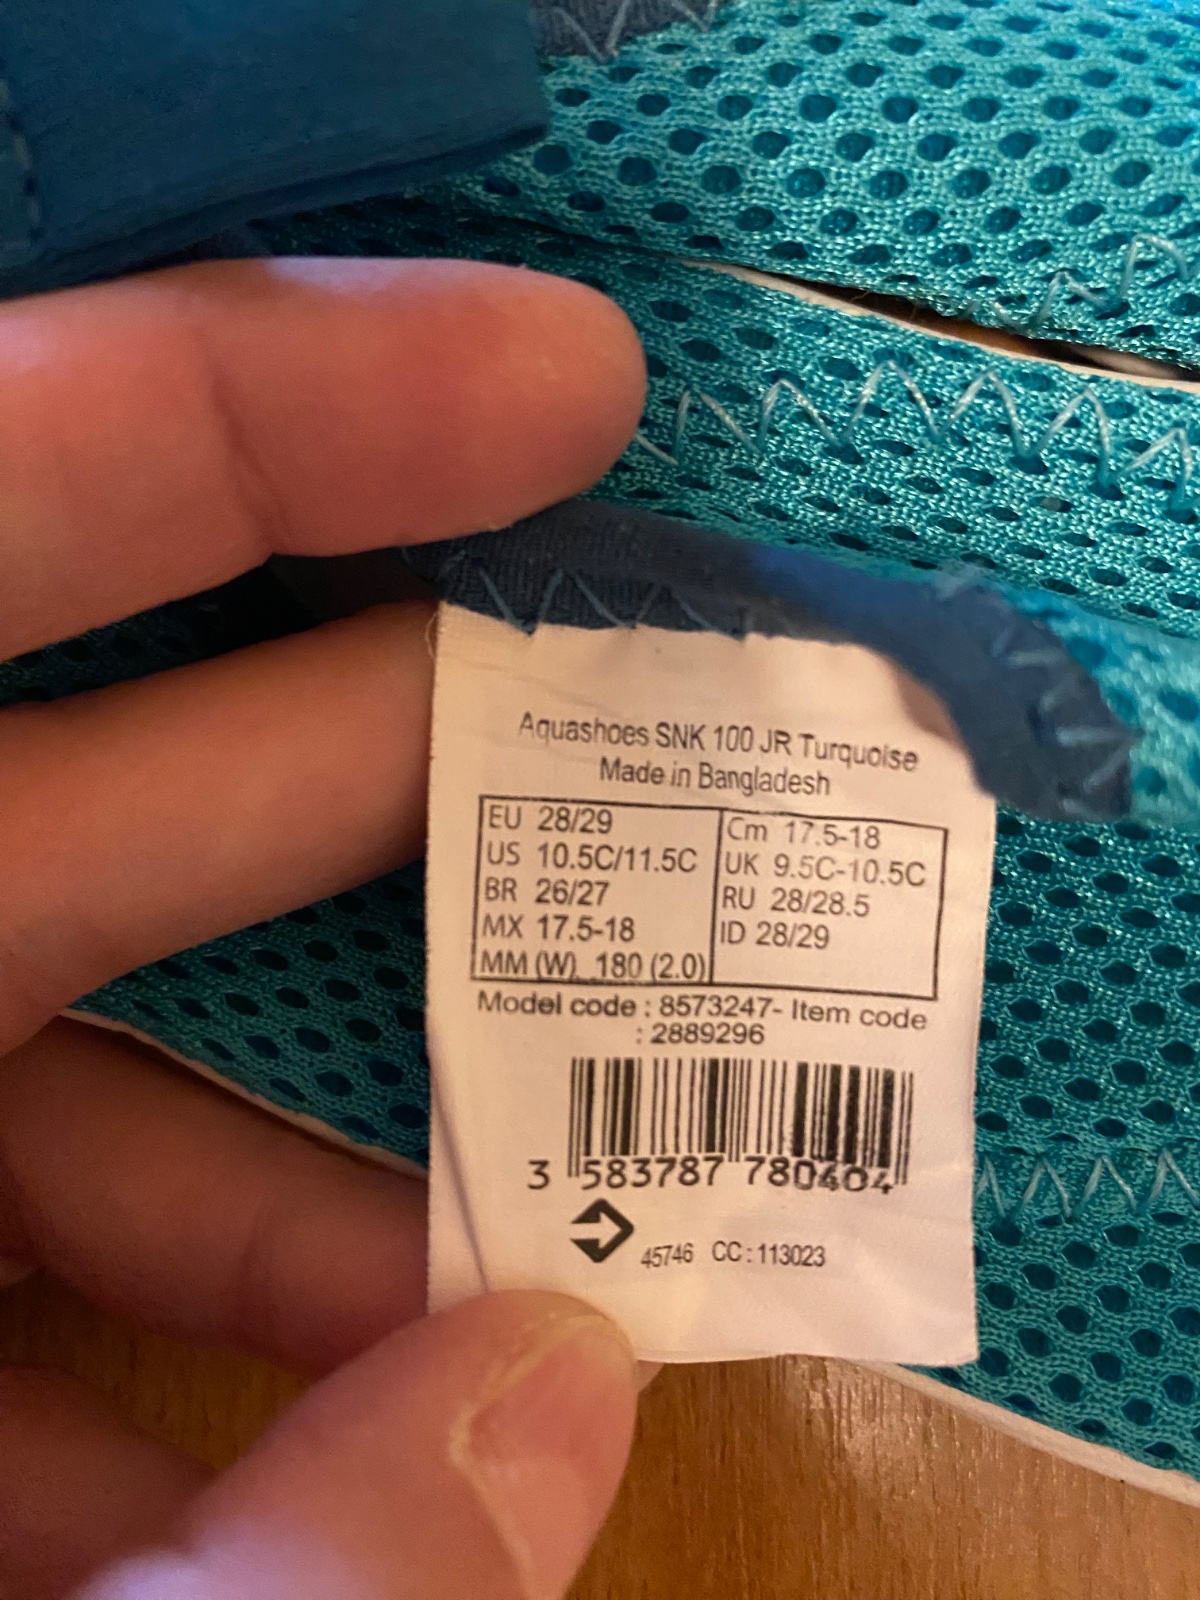 Aquashoes SNK 100 JR Turquoise
Made in Bangladesh
EU 28/29
US 10.5C/11.5C
BR 26/27
MX 17.5-18
MM (W). 180 (2.0)
Cm 17.5-18
UK 9.5C-10.5C
RU 28/28.5
ID 28/29
Model code : 8573247- Item code
: 2889296
3 583787 780404
45746 CC : 113023